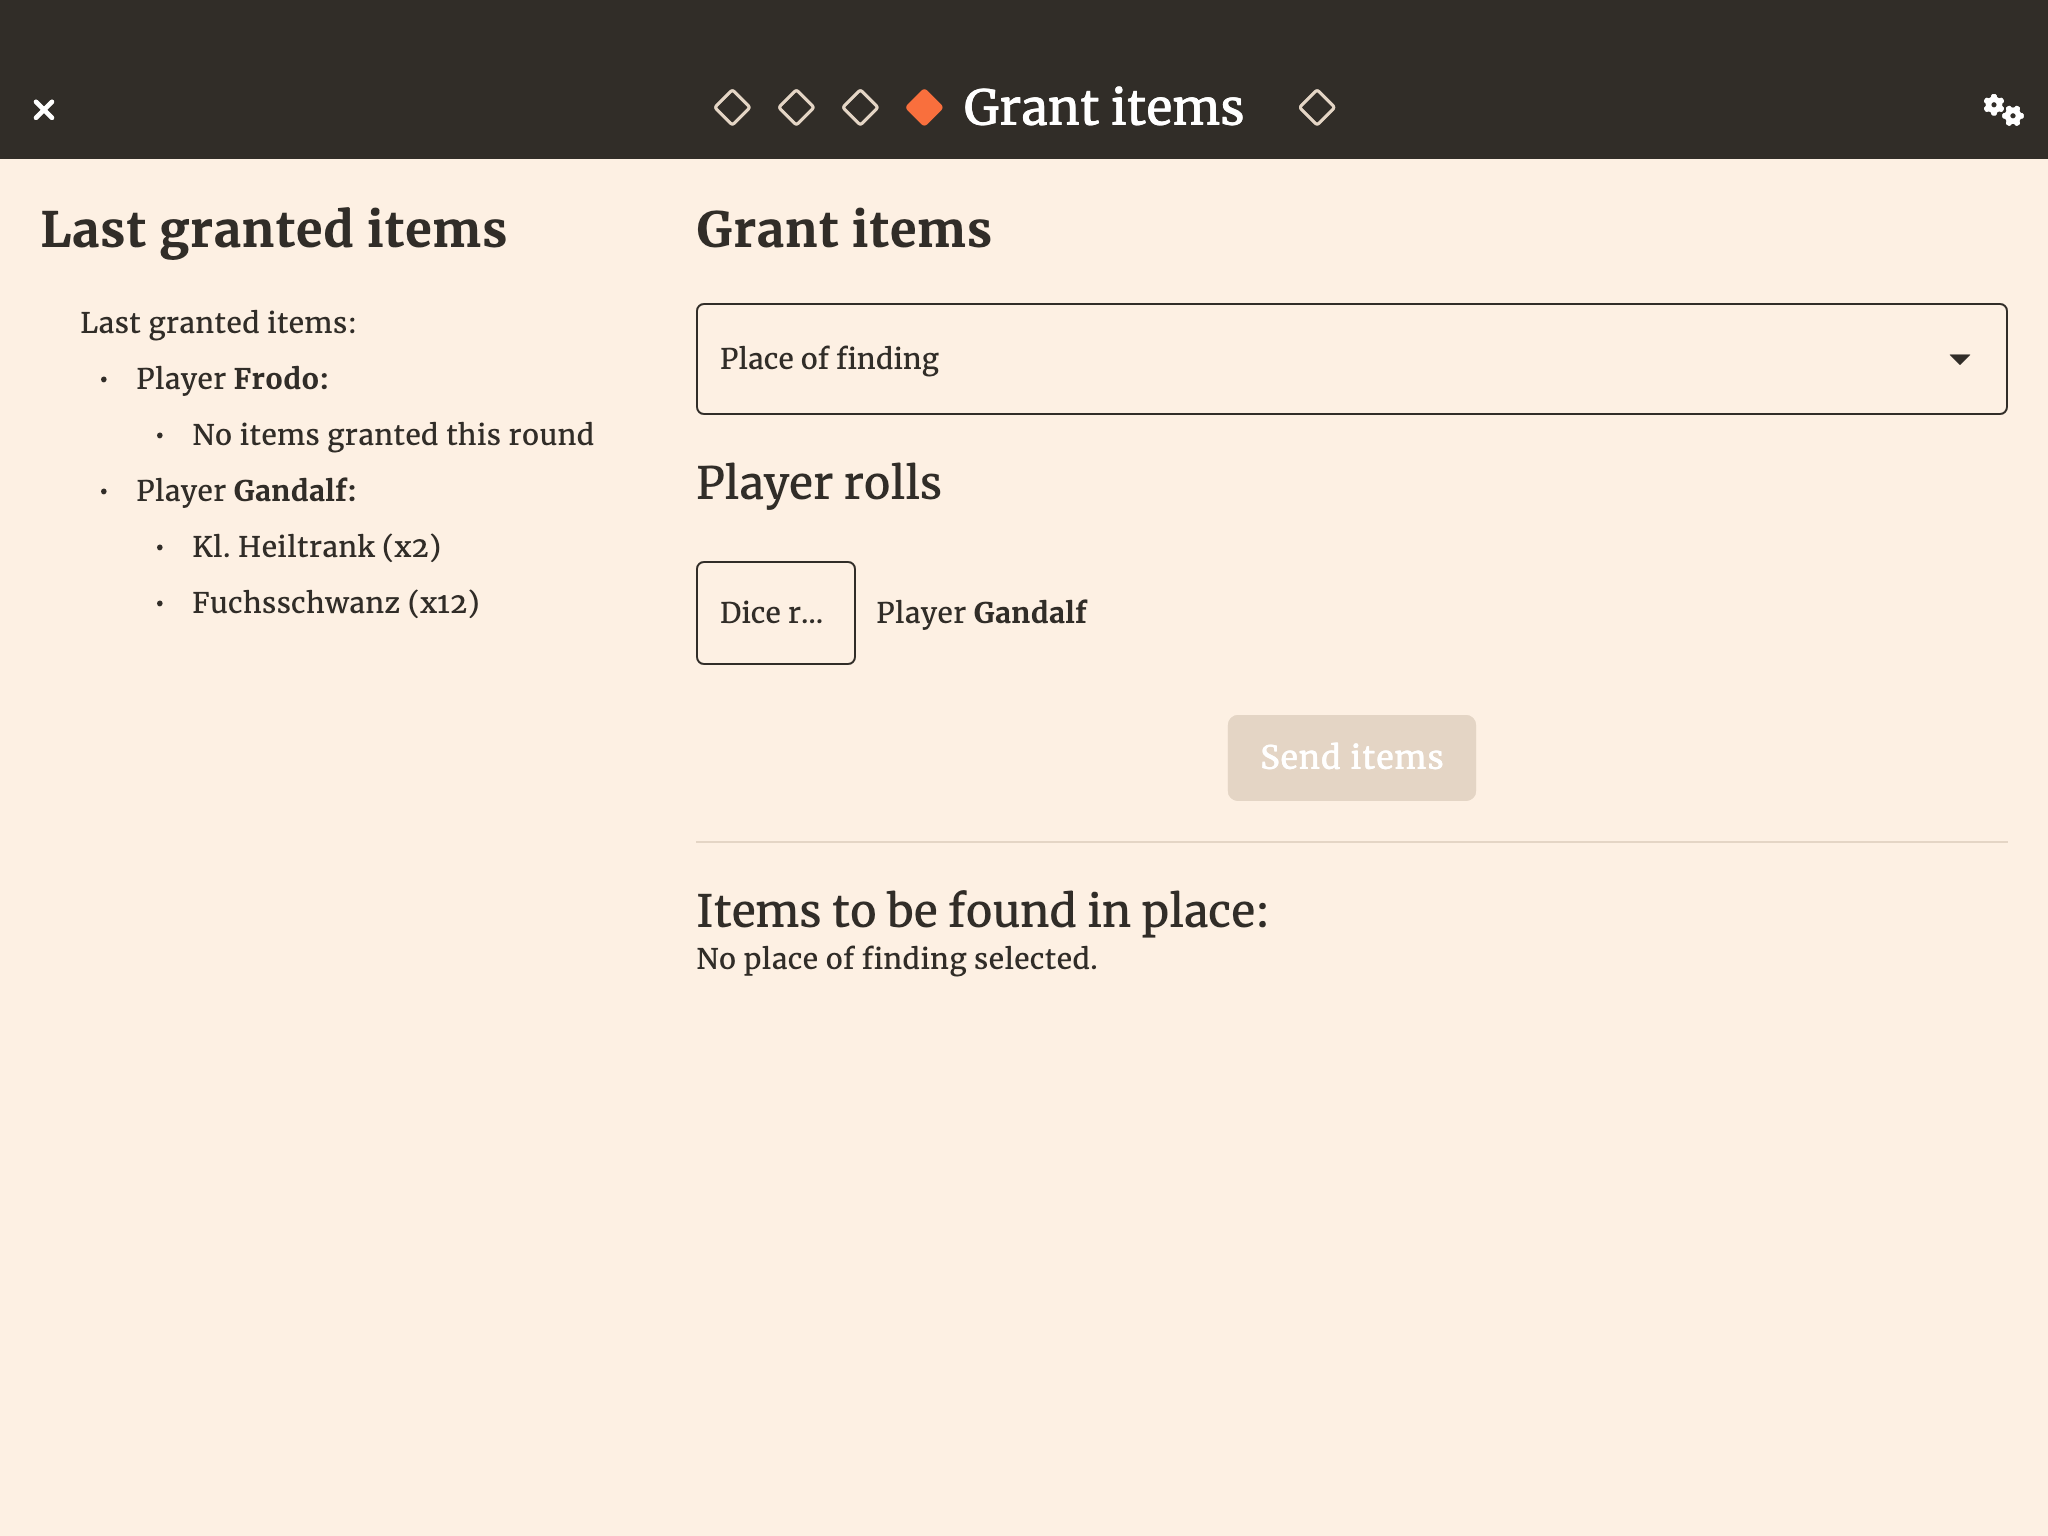 Grant items
Last granted items
Last granted items:
• Player Frodo:
• No items granted this round
• Player Gandalf:
• Kl. Heiltrank (x2)
• Fuchsschwanz (x12)
Grant items
Place of finding
Player rolls
Dice r...
Player Gandalf
Send items
Items to be found in place:
No place of finding selected.